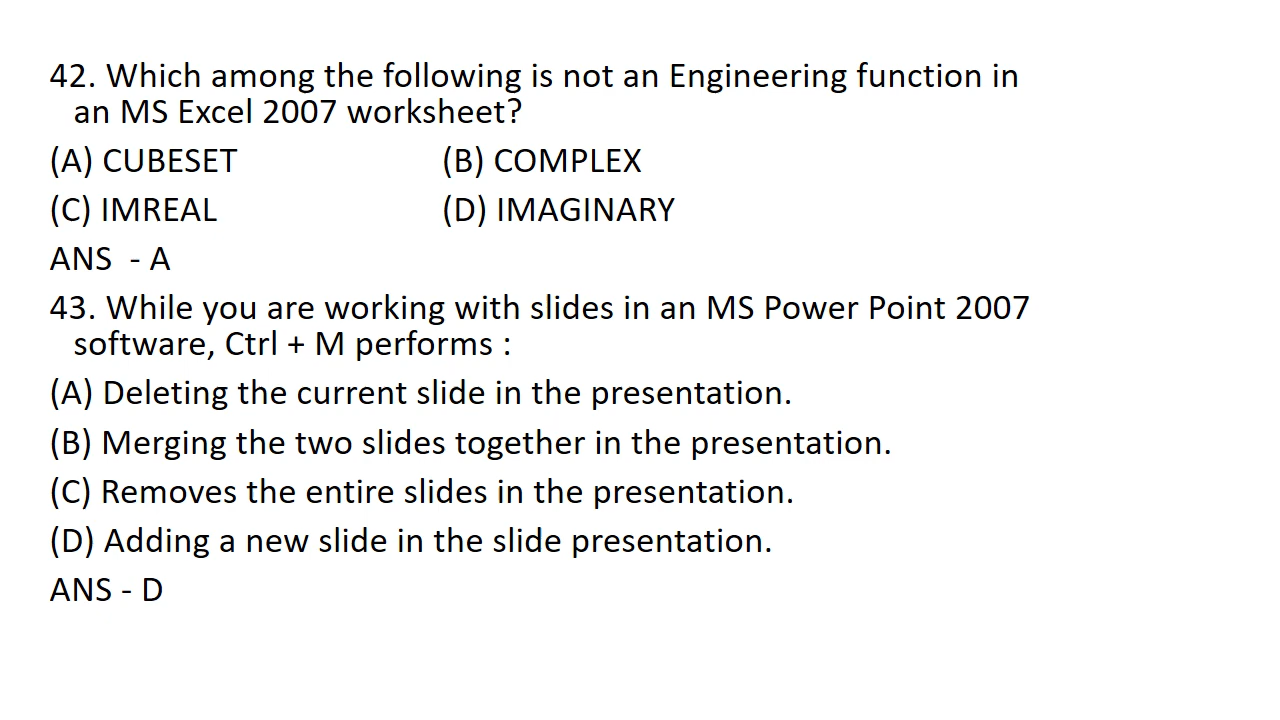 42. Which among the following is not an Engineering function in
an MS Excel 2007 worksheet?
(A) CUBESET (B) COMPLEX
(C) IMREAL (D) IMAGINARY
ANS - A
43. While you are working with slides in an MS Power Point 2007
software, Ctrl + M performs :
(A) Deleting the current slide in the presentation.
(B) Merging the two slides together in the presentation.
(C) Removes the entire slides in the presentation.
(D) Adding a new slide in the slide presentation.
ANS - D